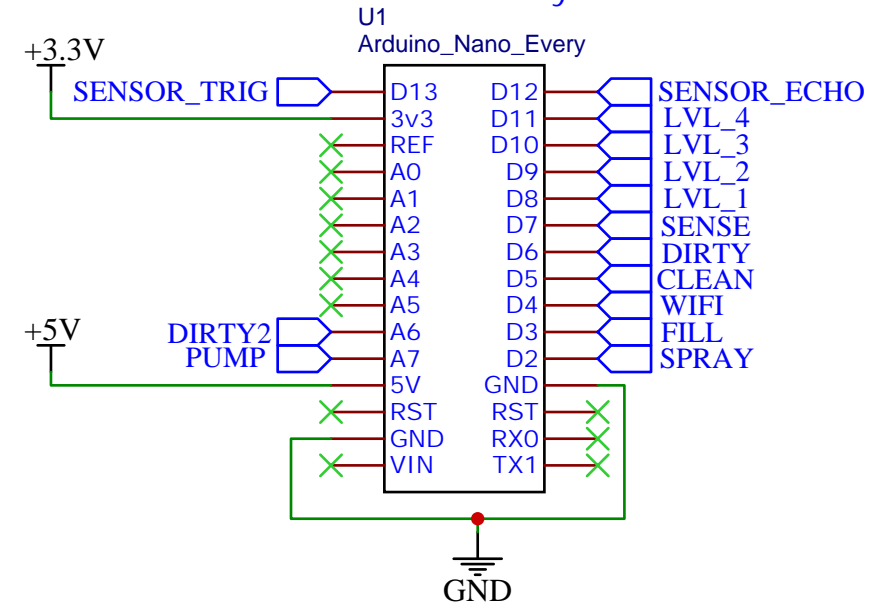 U1
Arduino_Nano_Every
+3.3V
SENSOR_TRIG D13 D12 SENSOR_ECHO
3v3 D11 LVL_4
REF D10 LVL_3
A0 D9 LVL_2
A1 D8 LVL_1
A2 D7 SENSE
A3 D6 DIRTY
A4 D5 CLEAN
A5 D4 WIFI
+5V
DIRTY2 A6 D3 FILL
PUMP A7 D2 SPRAY
5V GND
RST RST
GND RX0
VIN TX1
GND